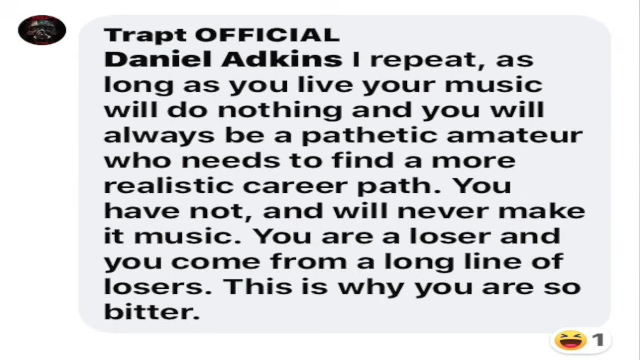 Trapt OFFICIAL
Daniel Adkins I repeat, as
long as you live your music
will do nothing and you will
always be a pathetic amateur
who needs to find a more
realistic career path. You
have not, and will never make
it music. You are a loser and
you come from a long line of
losers. This is why you are so
bitter.
1